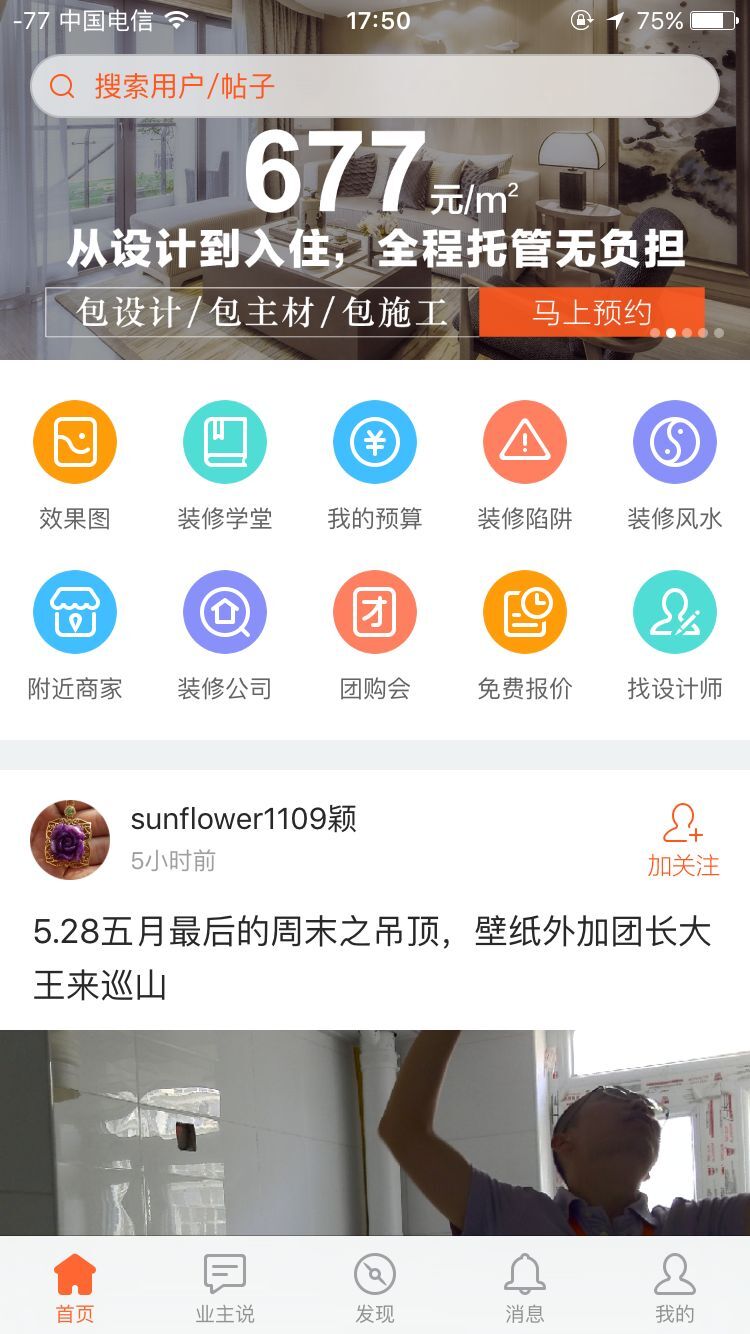 -77 中国电信 17:50 75%
搜索用户/帖子
677元/m²
从设计到入住，全程托管无负担
包设计/包主材/包施工 马上预约
效果图 装修学堂 我的预算 装修陷阱 装修风水
附近商家 装修公司 团购会 免费报价 找设计师
sunflower1109颖
5小时前
加关注
5.28五月最后的周末之吊顶，壁纸外加团长大
王来巡山
首页 业主说 发现 消息 我的